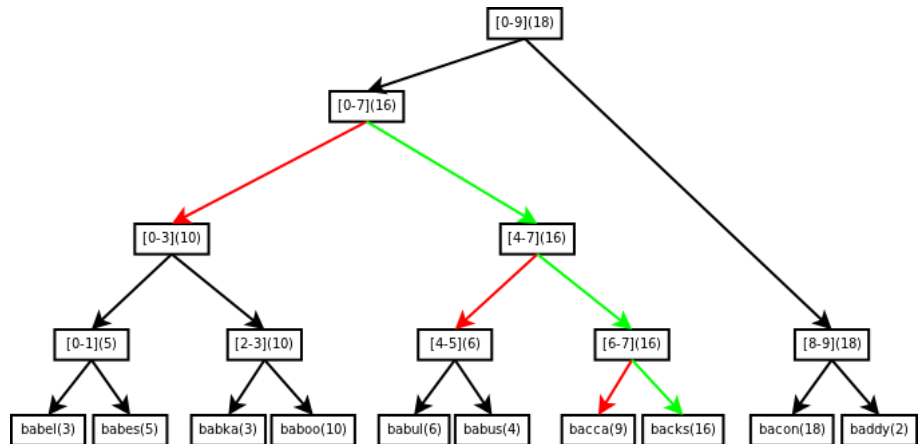 [0-9](18)
[0-7](16)
[0-3](10)
[4-7](16)
[0-1](5)
[2-3](10)
[4-5](6)
[6-7](16)
[8-9](18)
babel(3)
babes(5)
babka(3)
baboo(10)
babul(6)
babus(4)
bacca(9)
backs(16)
bacon(18)
baddy(2)